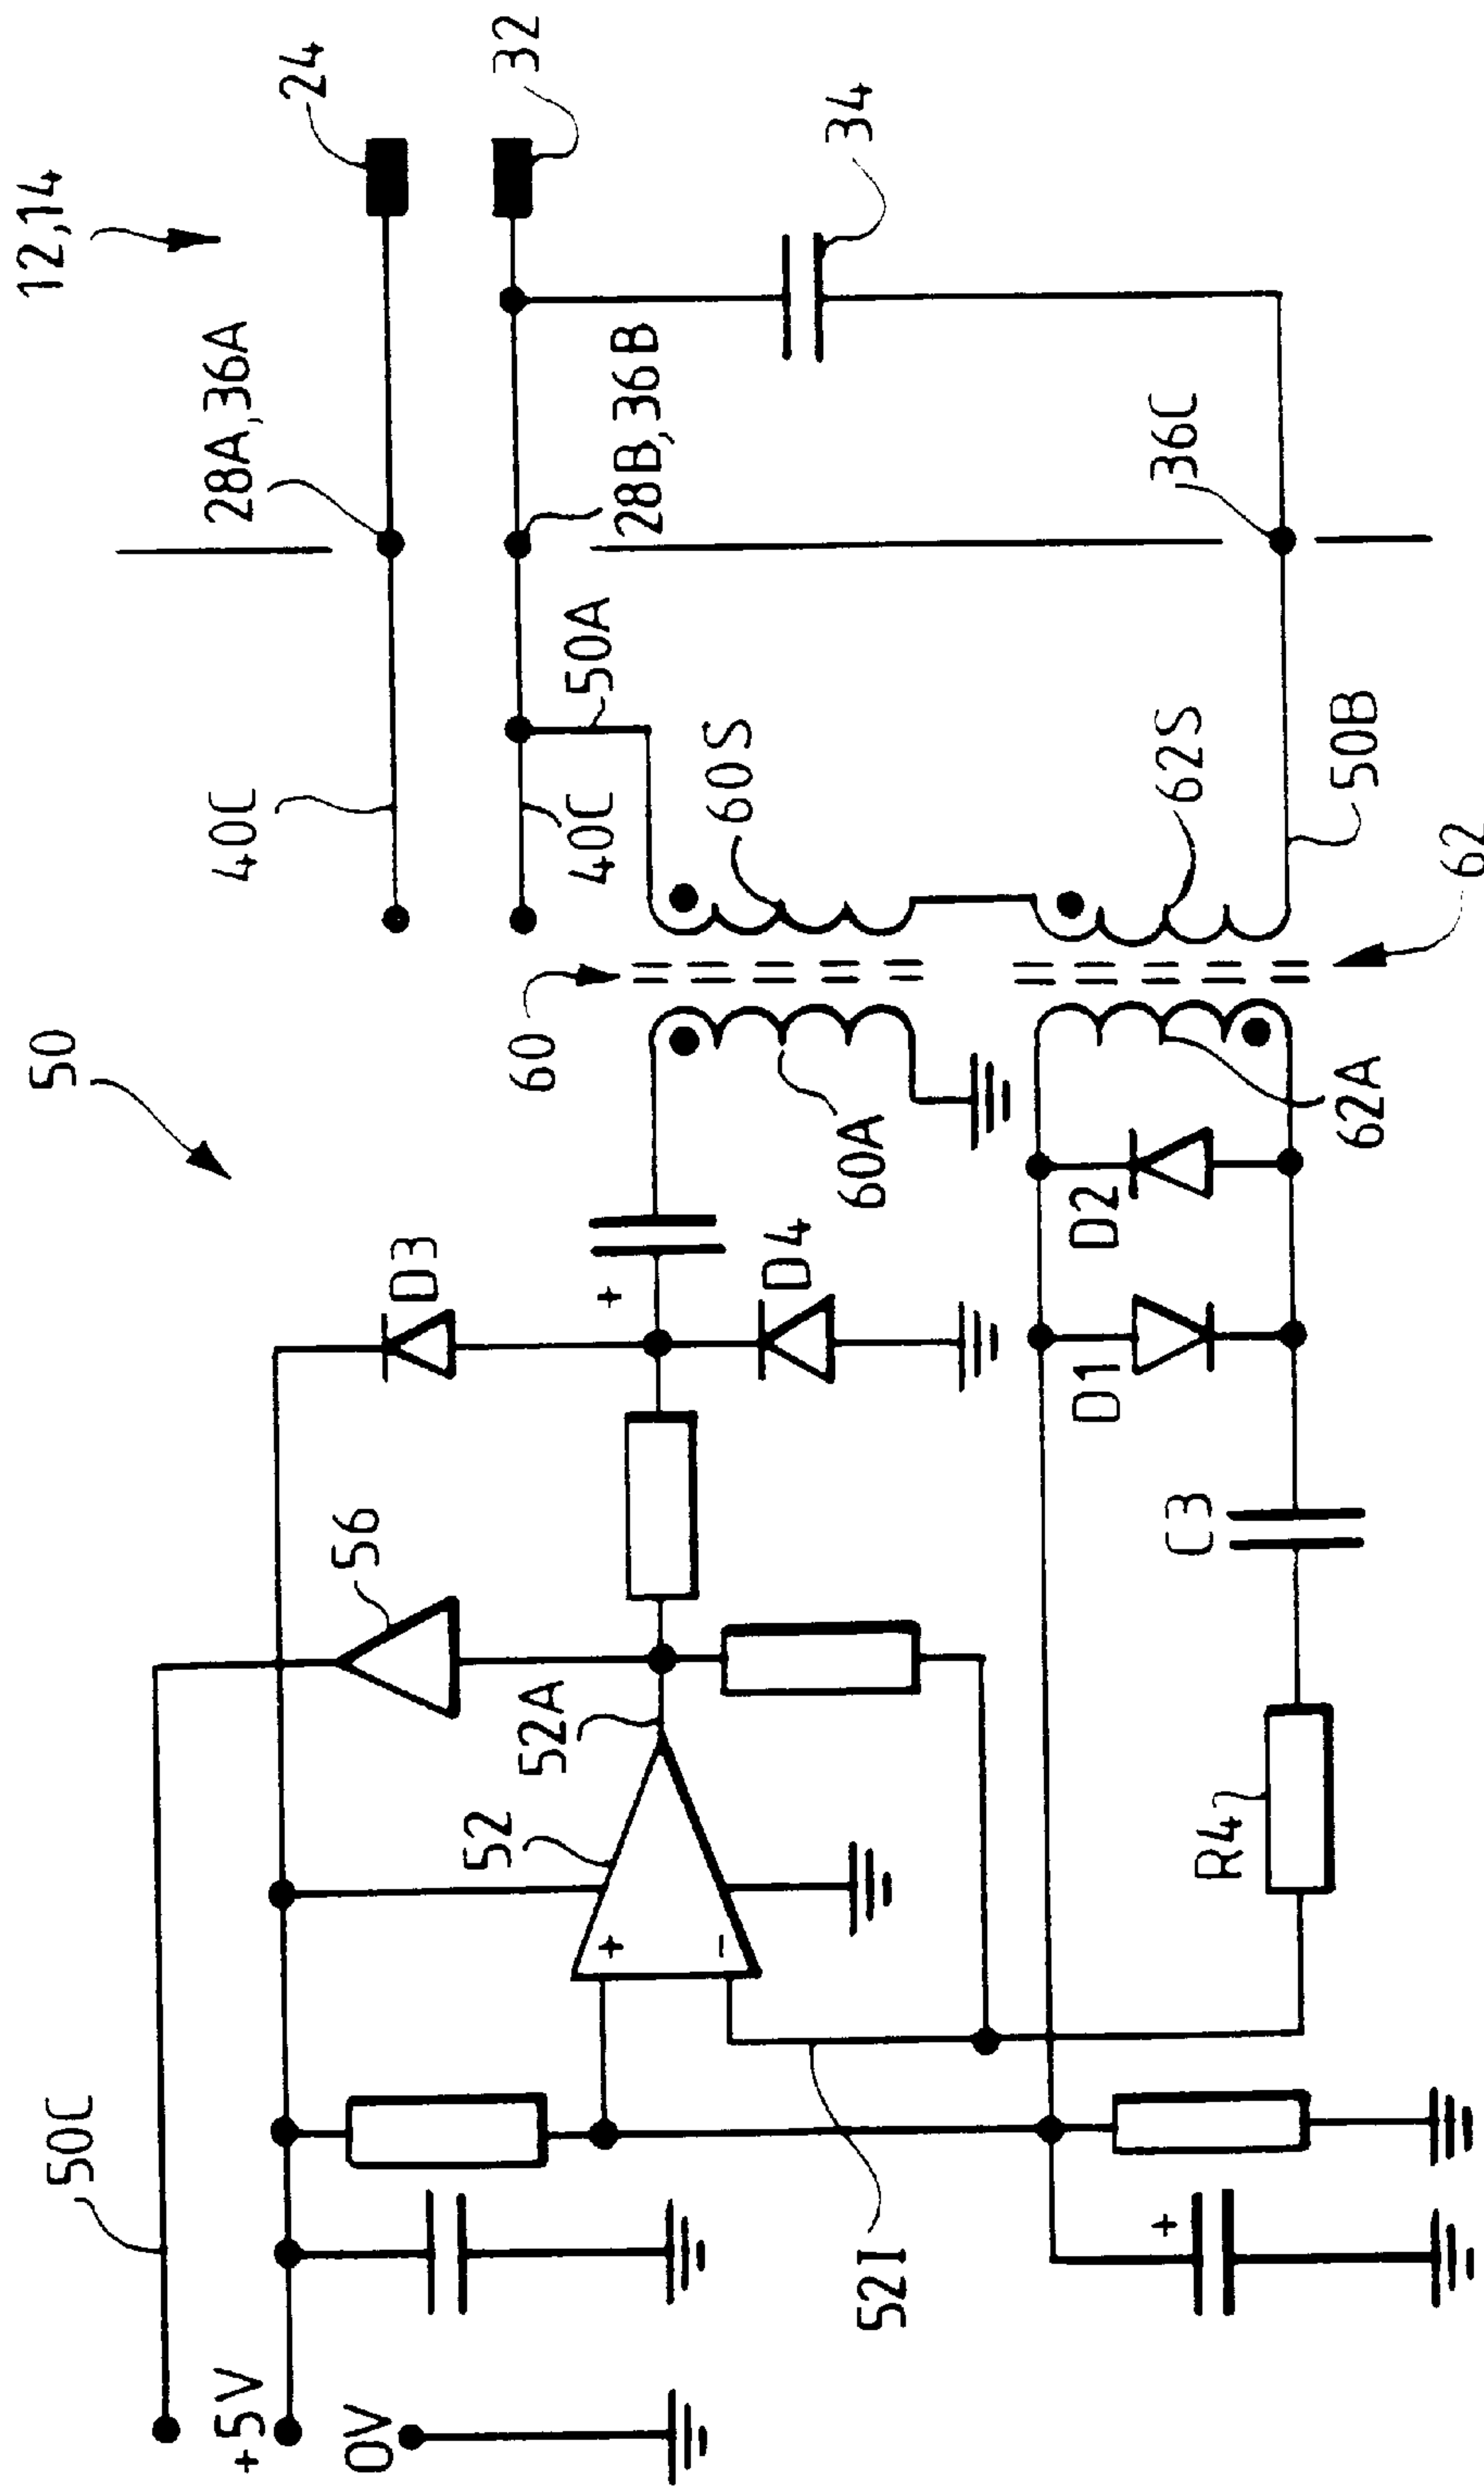 12,14
24
32
34
28A,36A
28B,36B
36C
40C
40C
50A
60S
62S
50B
62
50
60
60A
62A
D3
+
D4
D2
D1
56
C3
52A
52
R4
+
-
50C
52I
+
+5V
0V